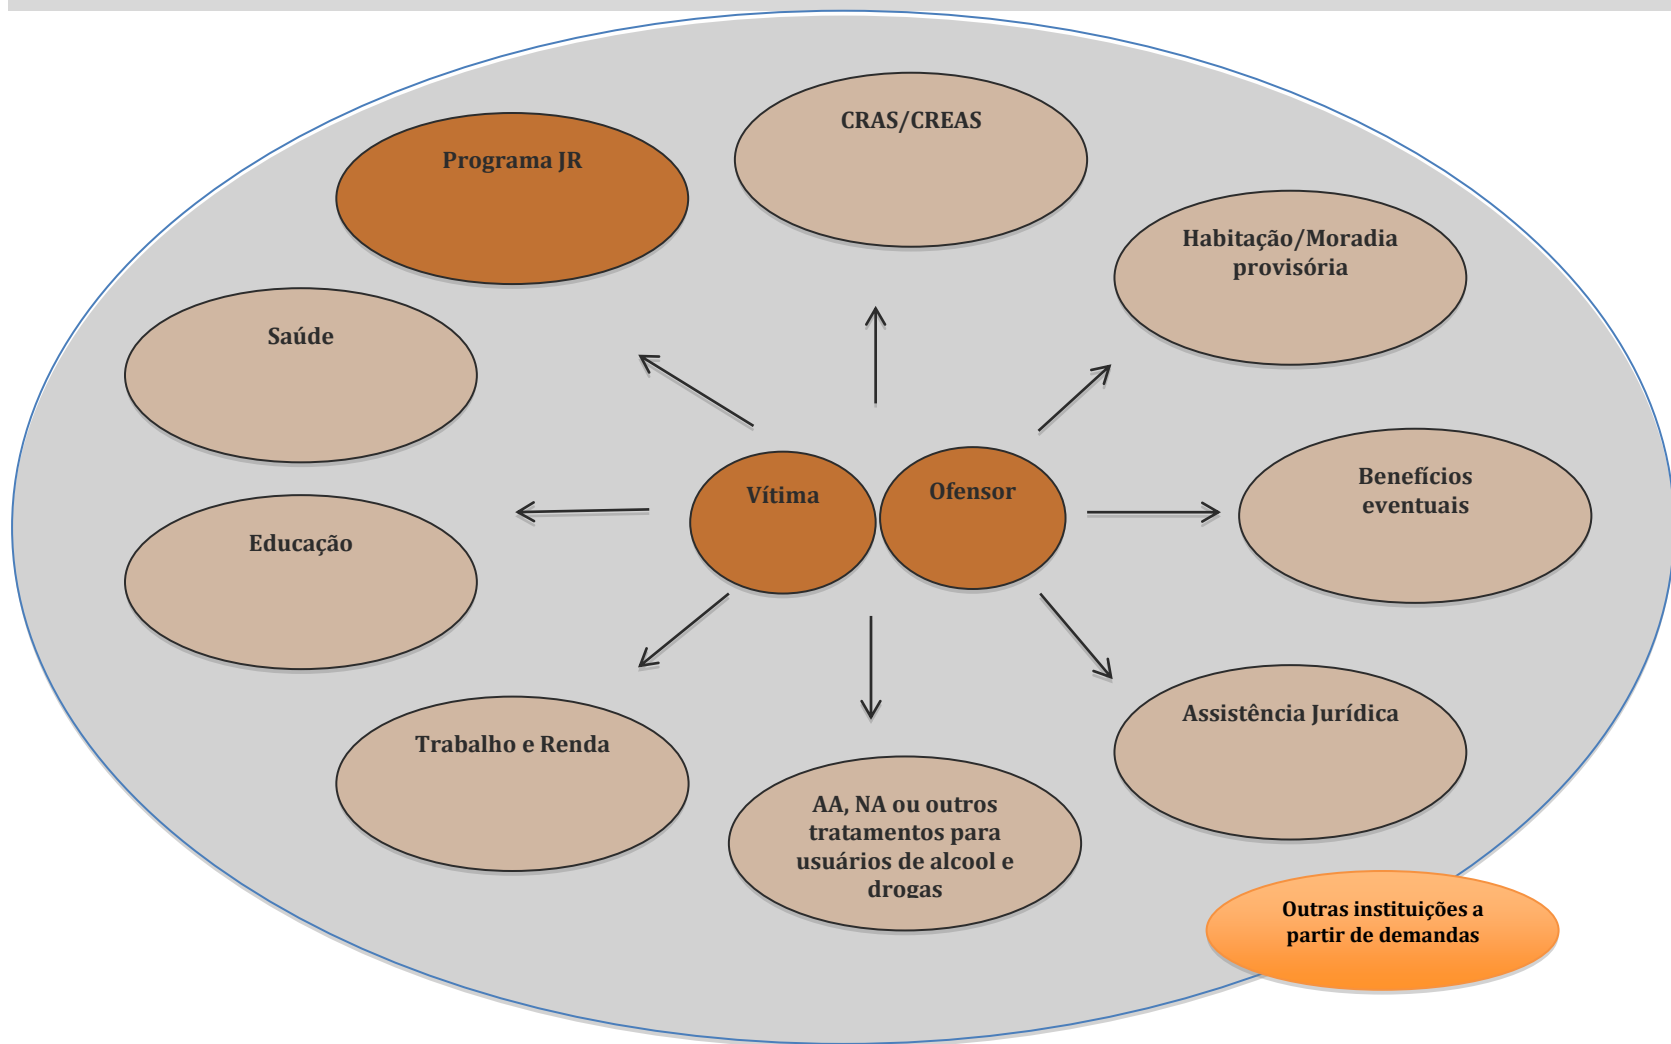 CRAS/CREAS
Programa JR
Habitação/Moradia
provisória
Saúde
Benefícios
eventuais
Vítima
Ofensor
Educação
Assistência Jurídica
Trabalho e Renda
AA, NA ou outros
tratamentos para
usuários de alcool e
drogas
Outras instituições a
partir de demandas